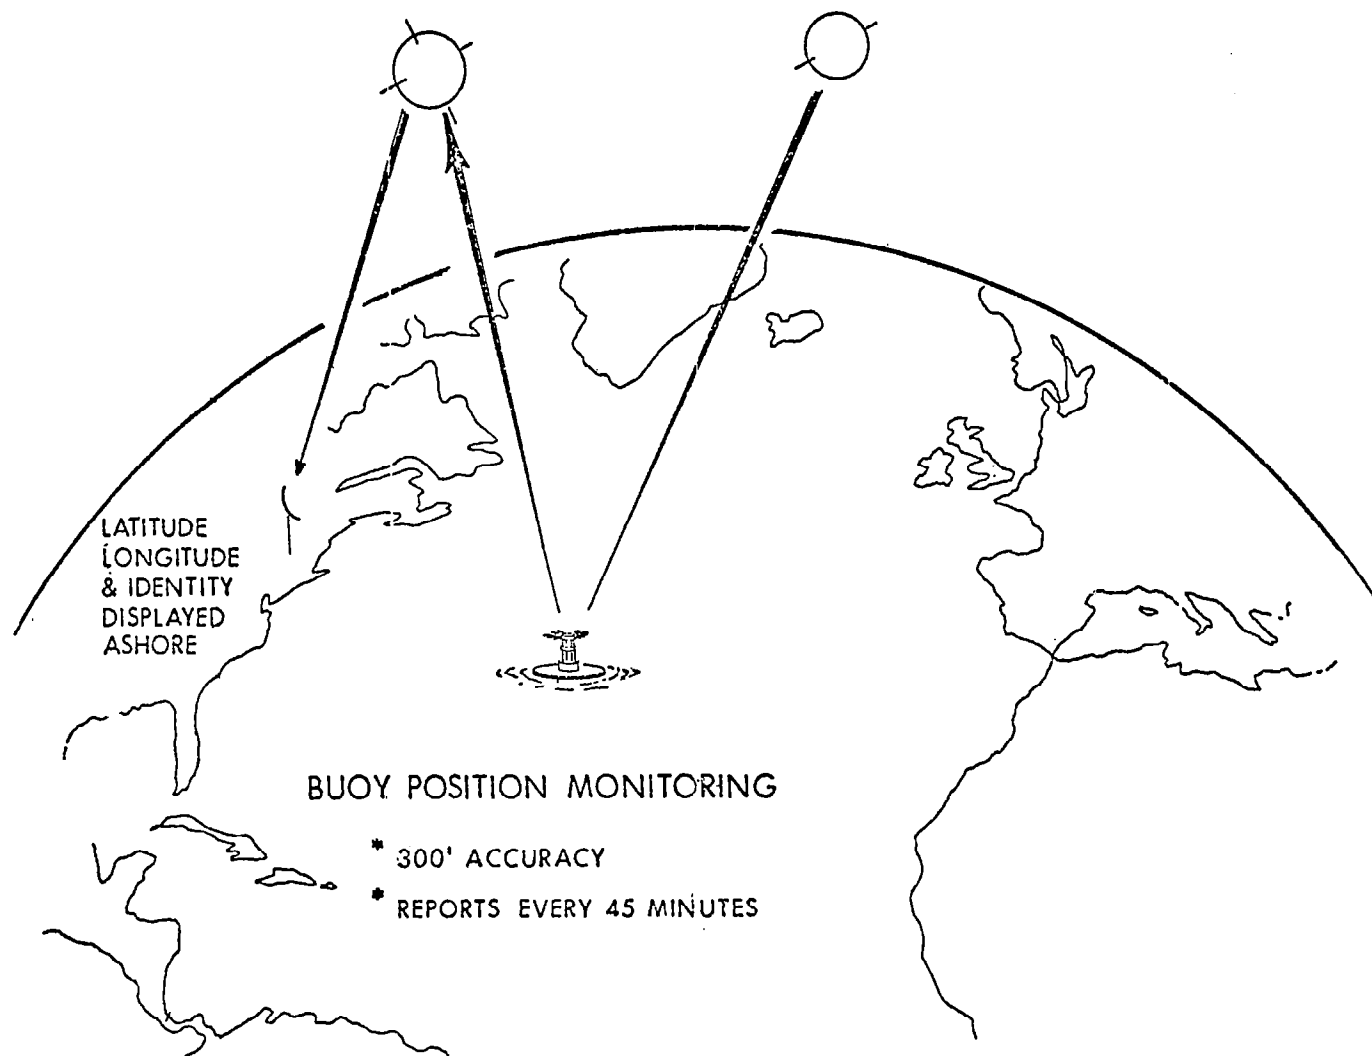 LATITUDE
LONGITUDE
& IDENTITY
DISPLAYED
ASHORE
BUOY POSITION MONITORING
* 300' ACCURACY
* REPORTS EVERY 45 MINUTES